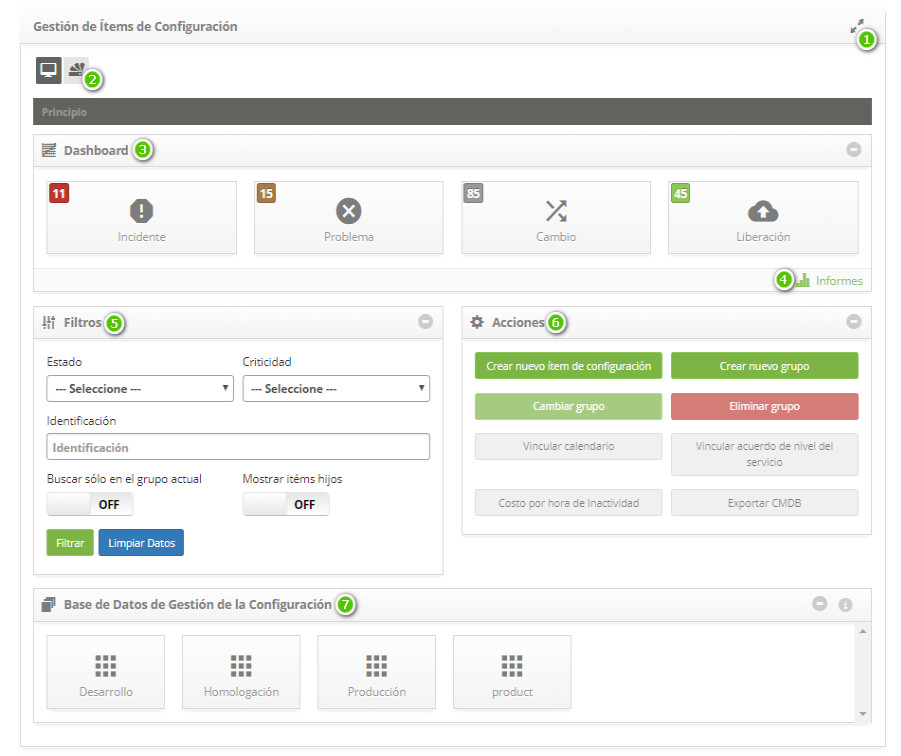 Gestión de Ítems de Configuración
1
2
Principio
Dashboard 3
11
Incidente
15
Problema
85
Cambio
45
Liberación
4 Informes
Filtros 5
Estado Criticidad
--- Seleccione --- --- Seleccione ---
Identificación
Identificación
Buscar sólo en el grupo actual Mostrar itéms hijos
OFF OFF
Filtrar Limpiar Datos
Acciones 6
Crear nuevo ítem de configuración Crear nuevo grupo
Cambiar grupo Eliminar grupo
Vincular calendario
Vincular acuerdo de nivel del
servicio
Costo por hora de Inactividad Exportar CMDB
Base de Datos de Gestión de la Configuración 7
Desarrollo Homologación Producción product